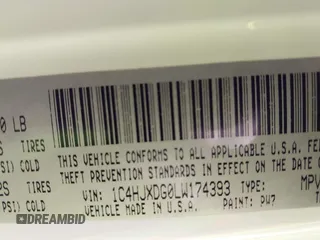 0 LB
TIRES
SI) COLD
THIS VEHICLE CONFORMS TO ALL APPLICABLE U.S.A. FE
THEFT PREVENTION STANDARDS IN EFFECT ON THE DATE
TIRES
PSI) COLD
VIN: 1C4HJXDG0LW174393 TYPE: MPV
VEHICLE MADE IN U.S.A. PAINT: PW7
DREAMBID